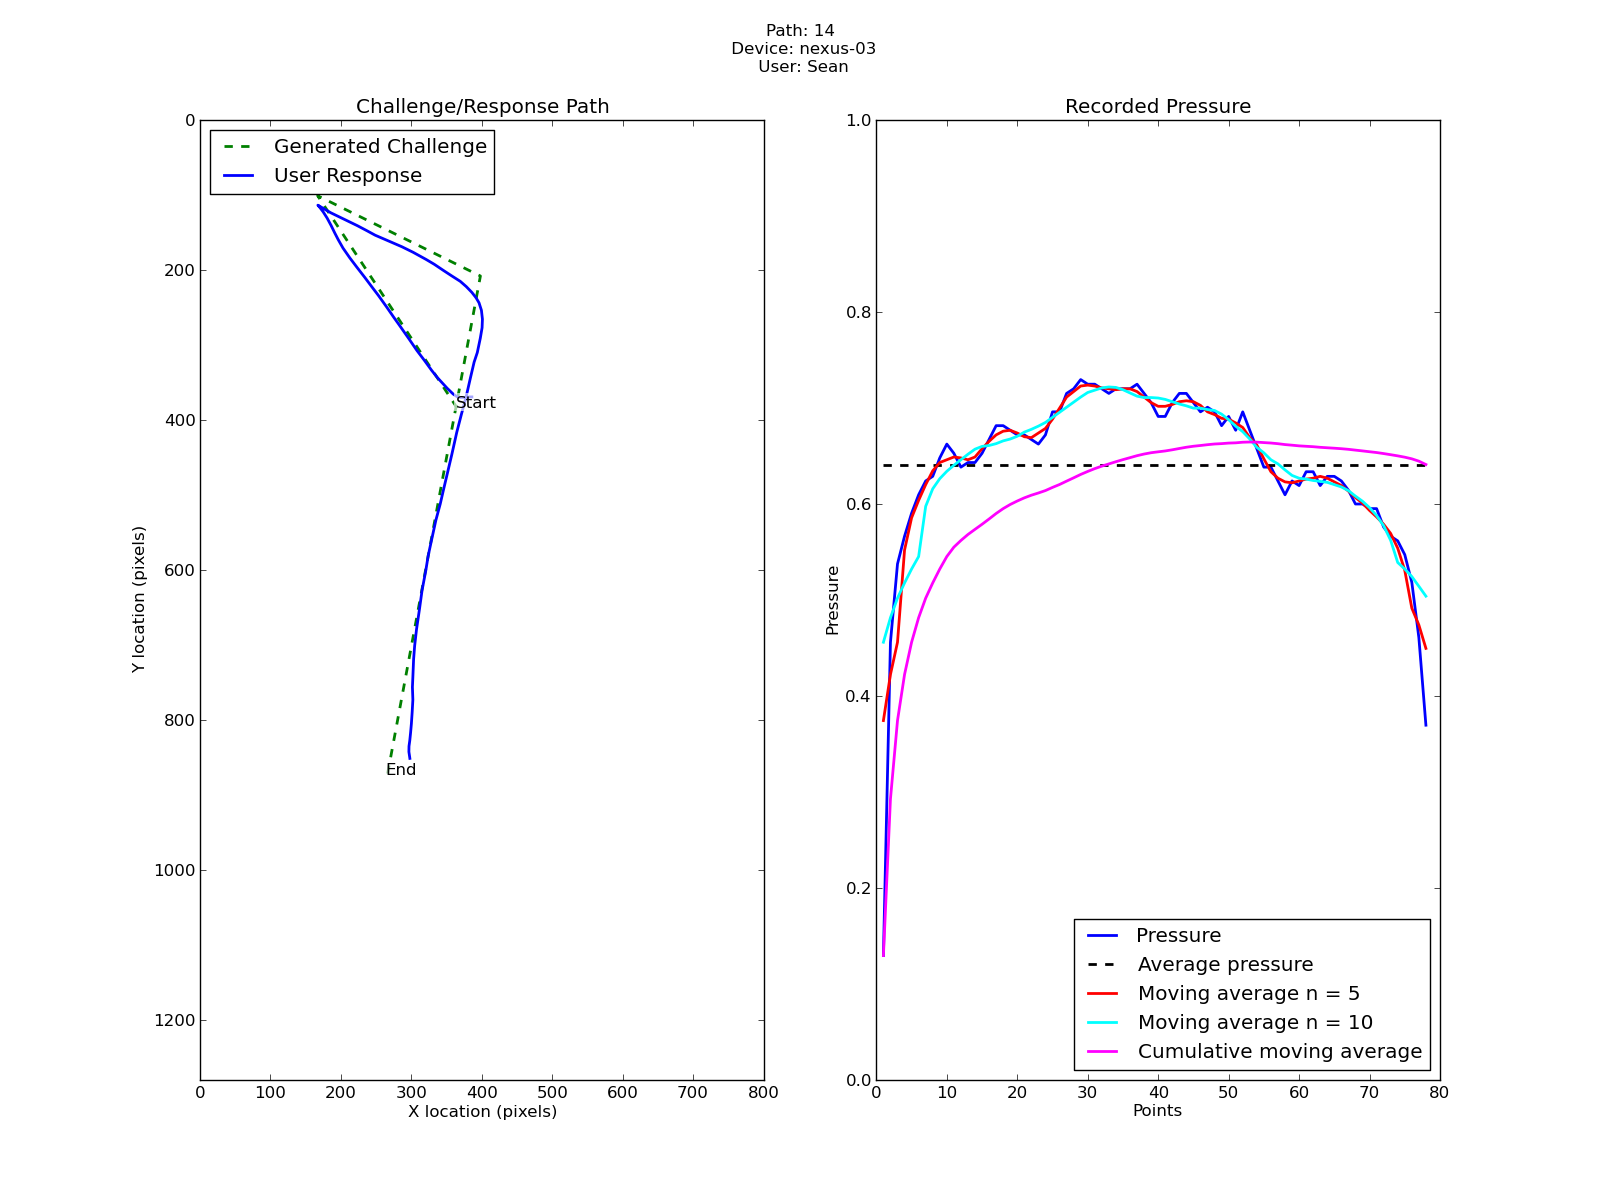 Path: 14
Device: nexus-03
User: Sean
Challenge/Response Path
0
200
400
600
800
1000
1200
Y location (pixels)
Generated Challenge
User Response
Start
End
0 100 200 300 400 500 600 700 800
X location (pixels)
Recorded Pressure
1.0
0.8
0.6
0.4
0.2
0.0
Pressure
Pressure
Average pressure
Moving average n = 5
Moving average n = 10
Cumulative moving average
0 10 20 30 40 50 60 70 80
Points